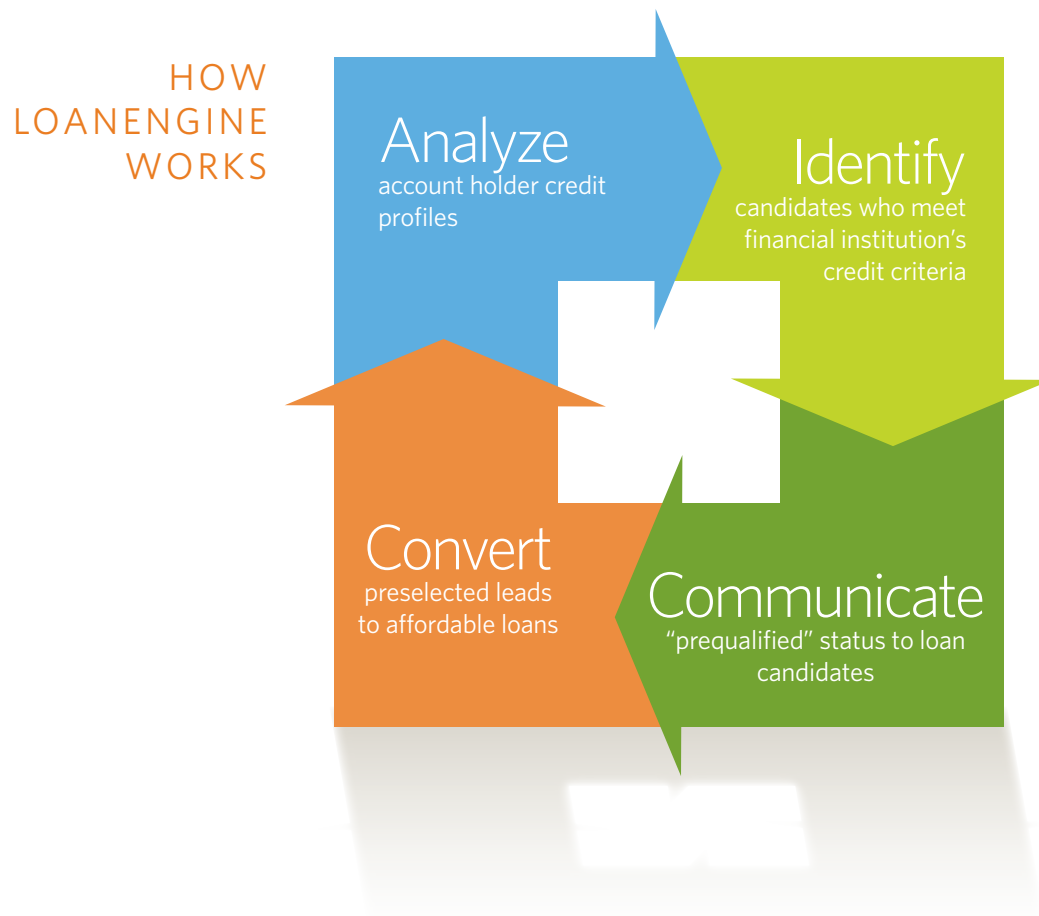 HOW
LOANENGINE
WORKS
Analyze
account holder credit
profiles
Identify
candidates who meet
financial institution’s
credit criteria
Communicate
“prequalified” status to loan
candidates
Convert
preselected leads
to affordable loans